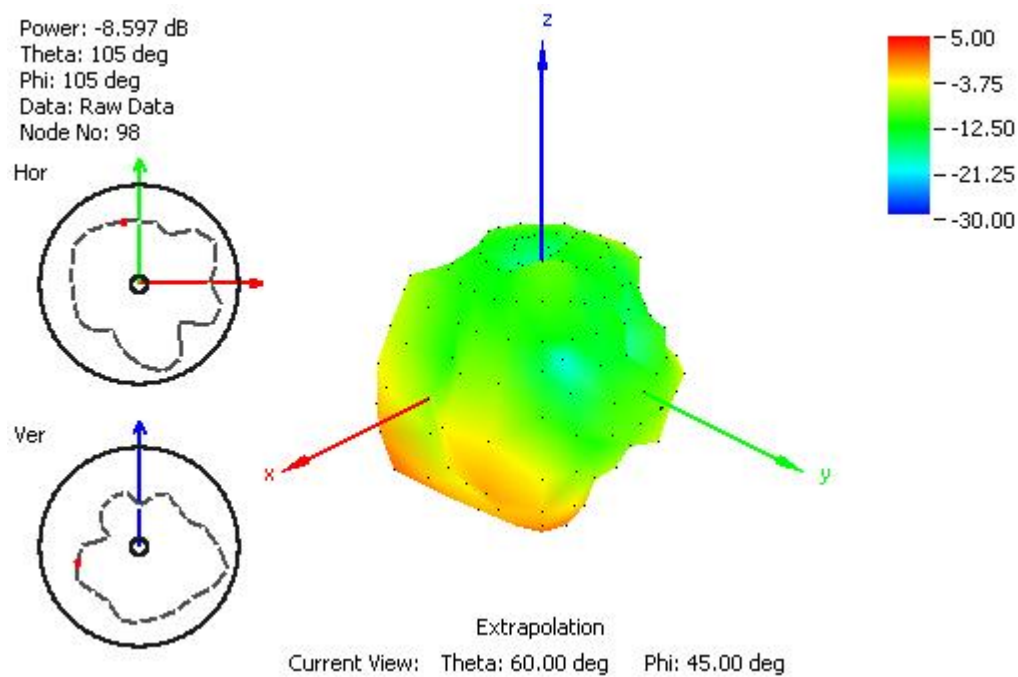 Power: -8.597 dB
Theta: 105 deg
Phi: 105 deg
Data: Raw Data
Node No: 98
Hor
Ver
z
x
y
5.00
-3.75
-12.50
-21.25
-30.00
Extrapolation
Current View: Theta: 60.00 deg Phi: 45.00 deg